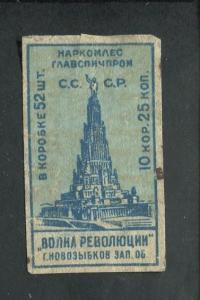 НАРКОМЛЕС
ГЛАВСПИЧПРОМ
С.С. С.Р.
В КОРОБКЕ 52 ШТ.
10 КОР. 25 КОП.
"ВОЛНА РЕВОЛЮЦИИ"
Г. НОВОЗЫБКОВ ЗАП. ОБ